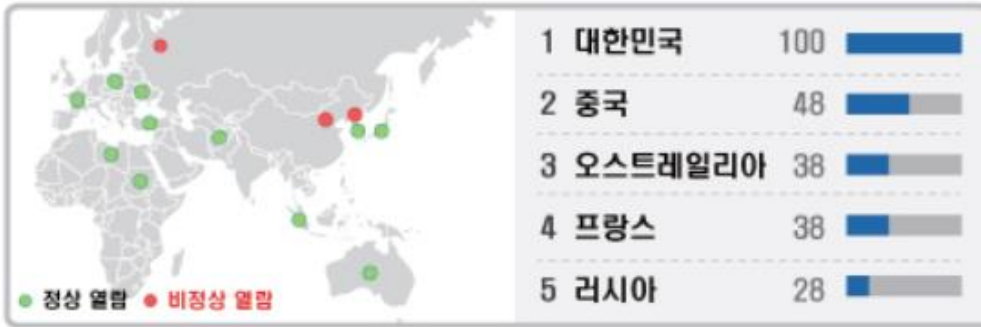 정상 열람 비정상 열람
1 대한민국 100
2 중국 48
3 오스트레일리아 38
4 프랑스 38
5 러시아 28